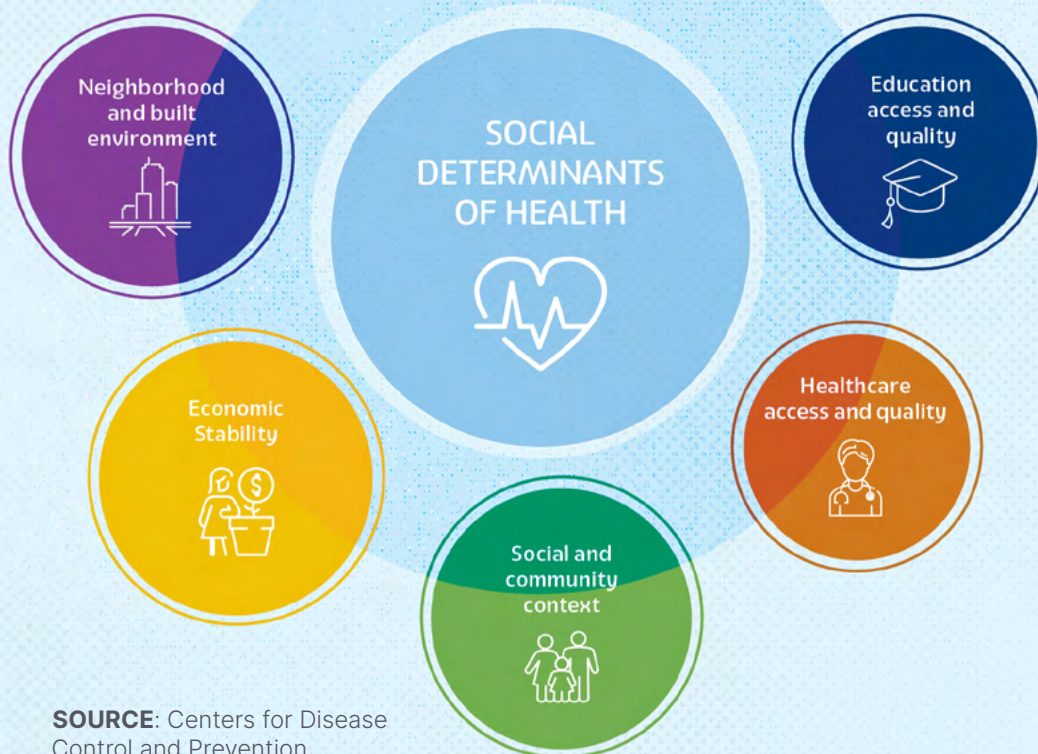 SOCIAL
DETERMINANTS
OF HEALTH
Neighborhood
and built
environment
Education
access and
quality
Economic
Stability
Healthcare
access and quality
Social and
community
context
$
SOURCE: Centers for Disease
Control and Prevention